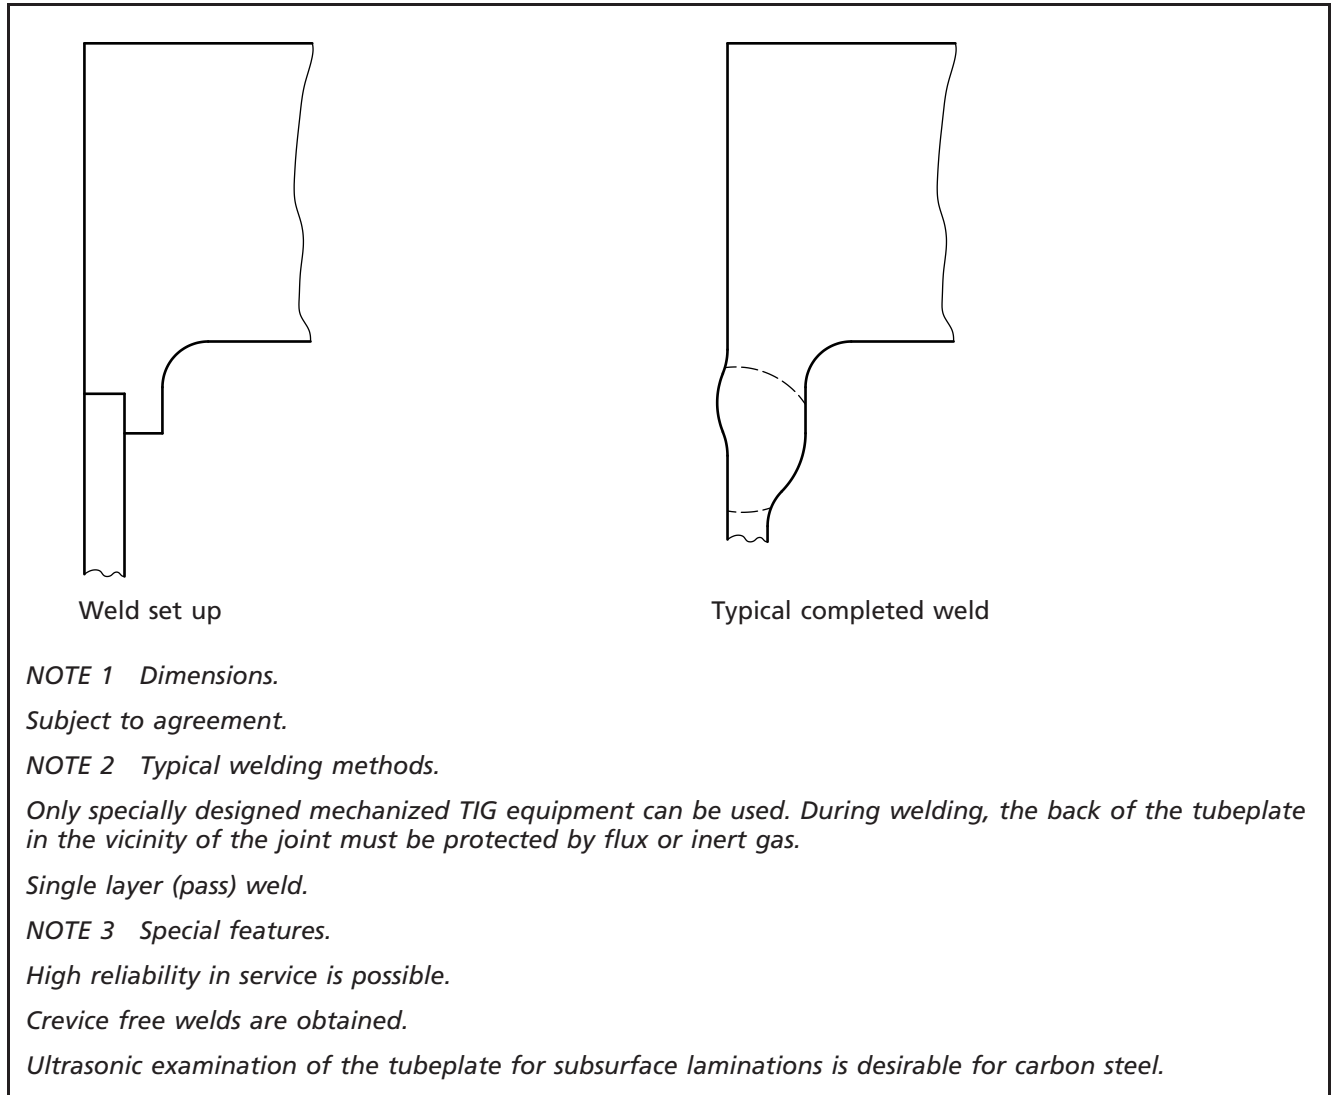 Weld set up
Typical completed weld
NOTE 1 Dimensions.
Subject to agreement.
NOTE 2 Typical welding methods.
Only specially designed mechanized TIG equipment can be used. During welding, the back of the tubeplate
in the vicinity of the joint must be protected by flux or inert gas.
Single layer (pass) weld.
NOTE 3 Special features.
High reliability in service is possible.
Crevice free welds are obtained.
Ultrasonic examination of the tubeplate for subsurface laminations is desirable for carbon steel.